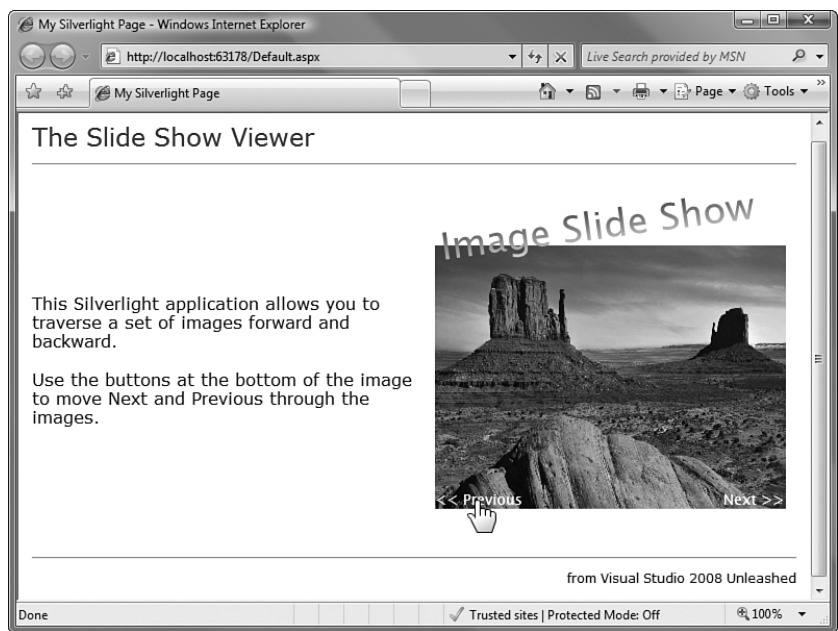 My Silverlight Page - Windows Internet Explorer
http://localhost:63178/Default.aspx
Live Search provided by MSN
My Silverlight Page
Page
Tools
The Slide Show Viewer
Image Slide Show
This Silverlight application allows you to
traverse a set of images forward and
backward.
Use the buttons at the bottom of the image
to move Next and Previous through the
images.
<< Previous
Next >>
from Visual Studio 2008 Unleashed
Done
Trusted sites | Protected Mode: Off
100%